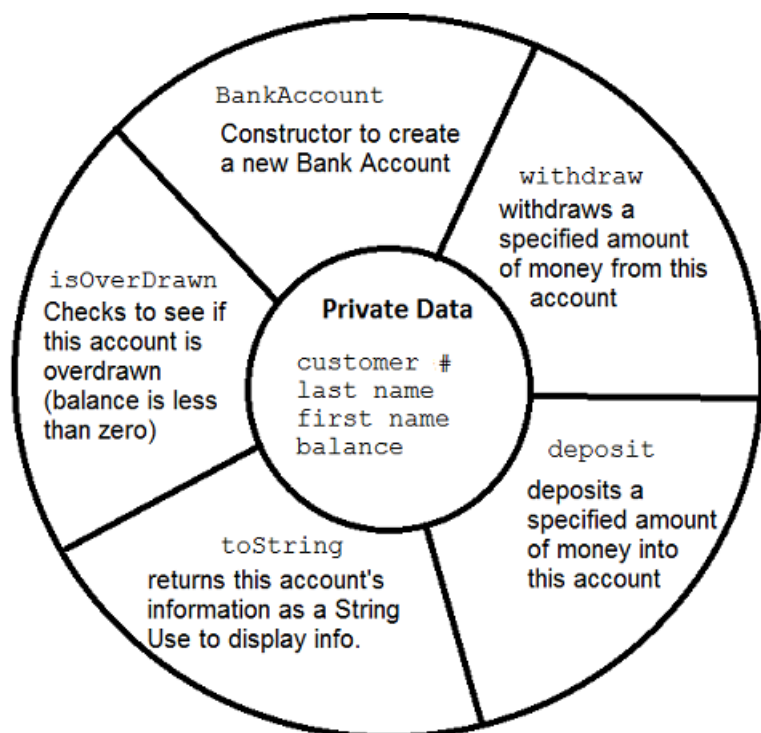 BankAccount
Constructor to create
a new Bank Account
withdraw
withdraws a
specified amount
of money from this
account
isOverDrawn
Checks to see if
this account is
overdrawn
(balance is less
than zero)
Private Data
customer #
last name
first name
balance
deposit
deposits a
specified amount
of money into
this account
toString
returns this account's
information as a String
Use to display info.